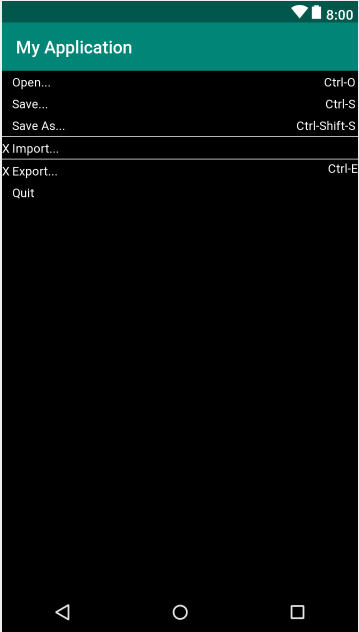 8:00
My Application
Open... Ctrl-O
Save... Ctrl-S
Save As... Ctrl-Shift-S
X Import...
X Export... Ctrl-E
Quit